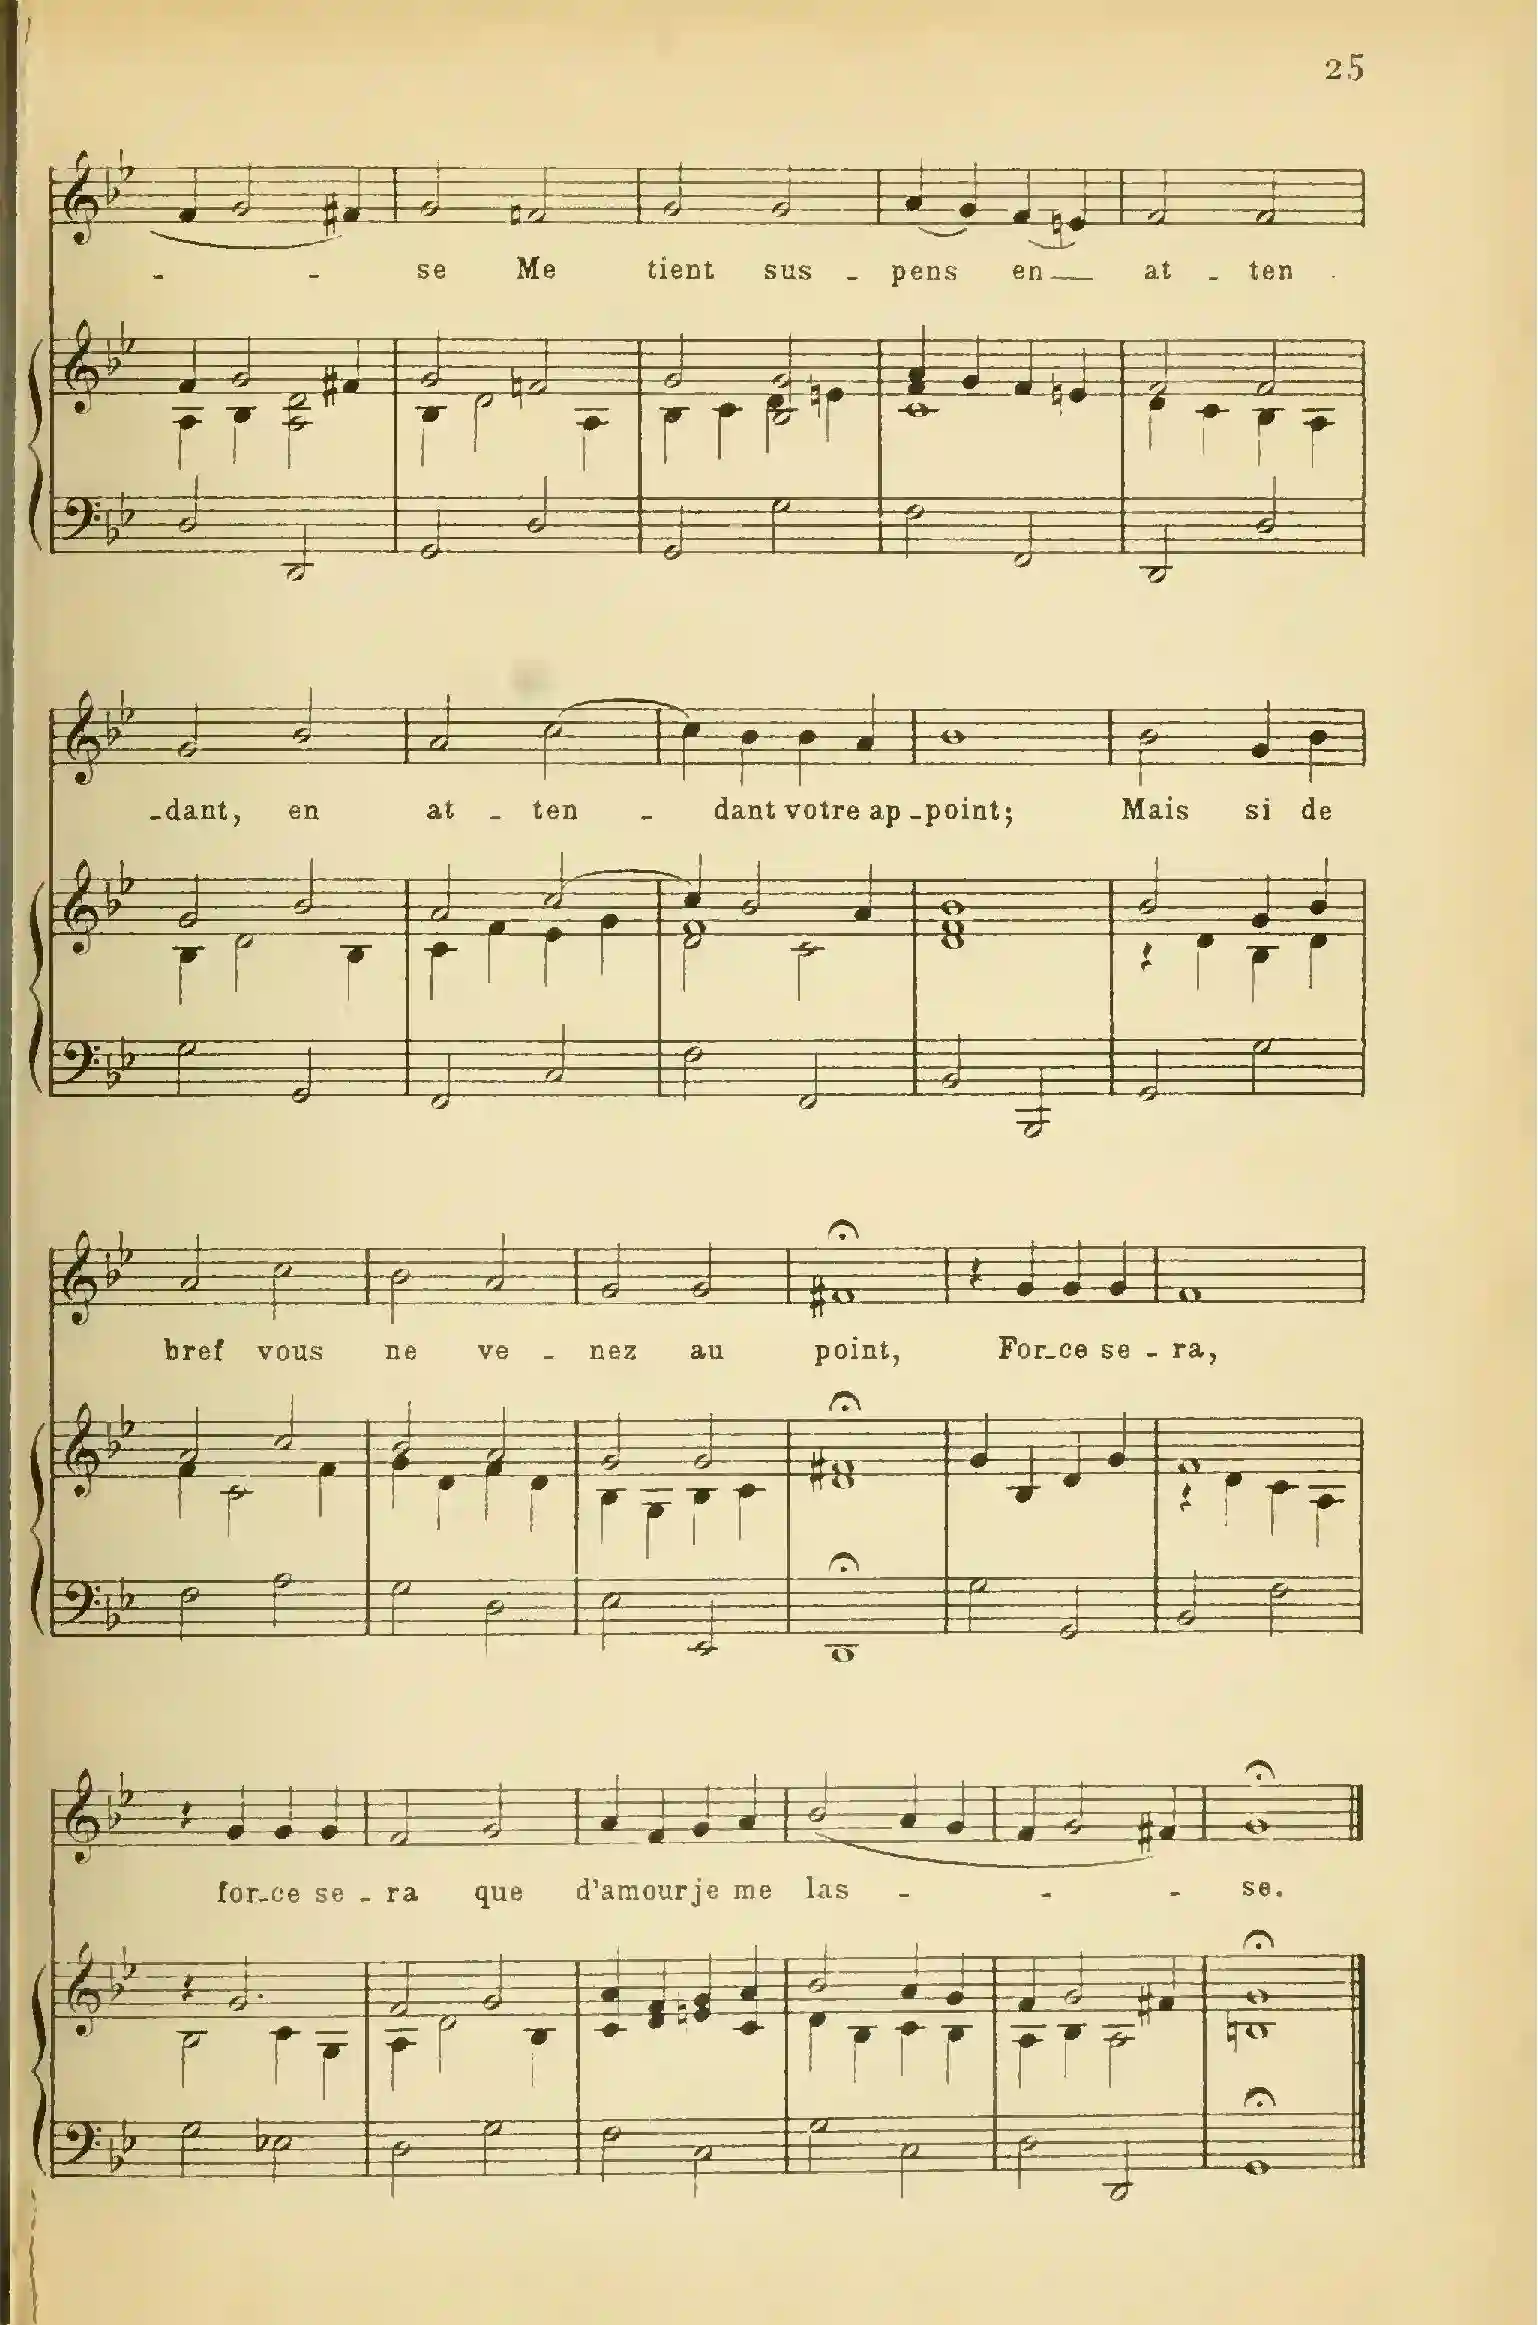 25
- - se Me tient sus - pens en at - ten -
-dant, en at - ten - dant votre ap-point; Mais si de
bref vous ne ve - nez au point, For-ce se - ra,
for-ce se - ra que d'amour je me las - - - se.